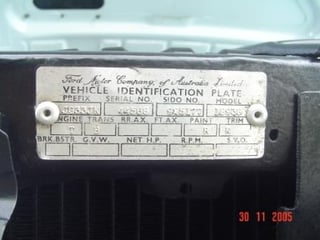 Ford Motor Company, of Australia Limited
VEHICLE IDENTIFICATION PLATE
PREFIX SERIAL NO. SIDO NO. MODEL
ENGINE TRANS RR.AX. FT.AX. PAINT TRIM
T B
BRK.BSTR. G.V.W. NET H.P. R.P.M. S.V.O.
30 11 2005